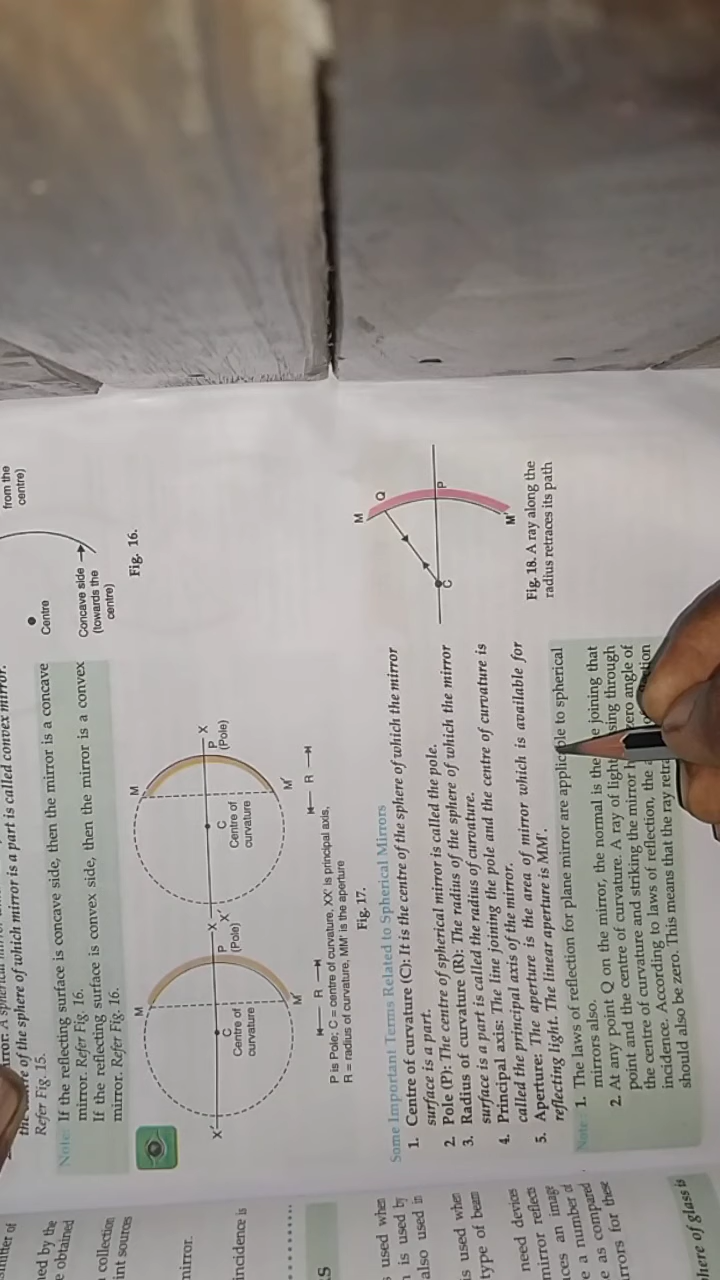 the sphere of which mirror is a part is called convex mirror.
Refer Fig. 15.
Note: If the reflecting surface is concave side, then the mirror is a concave
mirror. Refer Fig. 16.
If the reflecting surface is convex side, then the mirror is a convex
mirror. Refer Fig. 16.
from the
centre)
Centre
Concave side
(towards the
centre)
Fig. 16.
M
X'
C
Centre of
curvature
P
(Pole)
X
M'
R
M
X'
C
Centre of
curvature
P
(Pole)
X
M'
R
P is Pole; C = centre of curvature, XX' is principal axis,
R = radius of curvature, MM' is the aperture
Fig. 17.
Some Important Terms Related to Spherical Mirrors
1. Centre of curvature (C): It is the centre of the sphere of which the mirror
surface is a part.
2. Pole (P): The centre of spherical mirror is called the pole.
3. Radius of curvature (R): The radius of the sphere of which the mirror
surface is a part is called the radius of curvature.
4. Principal axis: The line joining the pole and the centre of curvature is
called the principal axis of the mirror.
5. Aperture: The aperture is the area of mirror which is available for
reflecting light. The linear aperture is MM'.
M
Q
C
P
M'
Fig. 18. A ray along the
radius retraces its path
Note: 1. The laws of reflection for plane mirror are applicable to spherical
mirrors also.
2. At any point Q on the mirror, the normal is the joining that
point and the centre of curvature. A ray of light through
the centre of curvature and striking the mirror zero angle of
incidence. According to laws of reflection, the
should also be zero. This means that the ray
ned by the
obtained
collection
int sources
mirror.
incidence is
used when
is used by
also used in
is used when
type of beam
need devices
mirror reflects
ces an image
a number of
as compared
for these
here of glass is